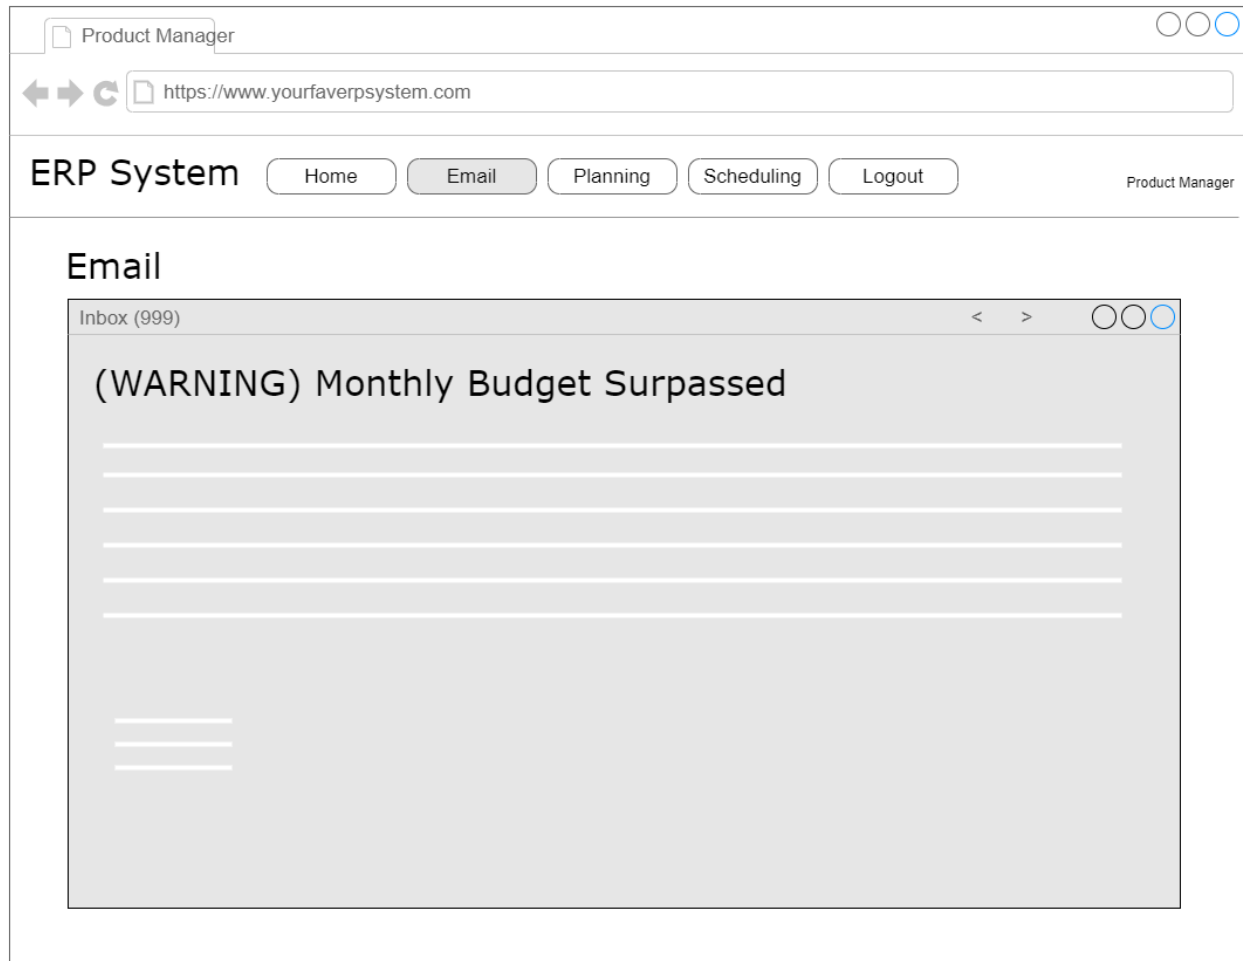 Product Manager
https://www.yourfaverpsystem.com
ERP System Home Email Planning Scheduling Logout Product Manager
Email
Inbox (999) < >
(WARNING) Monthly Budget Surpassed